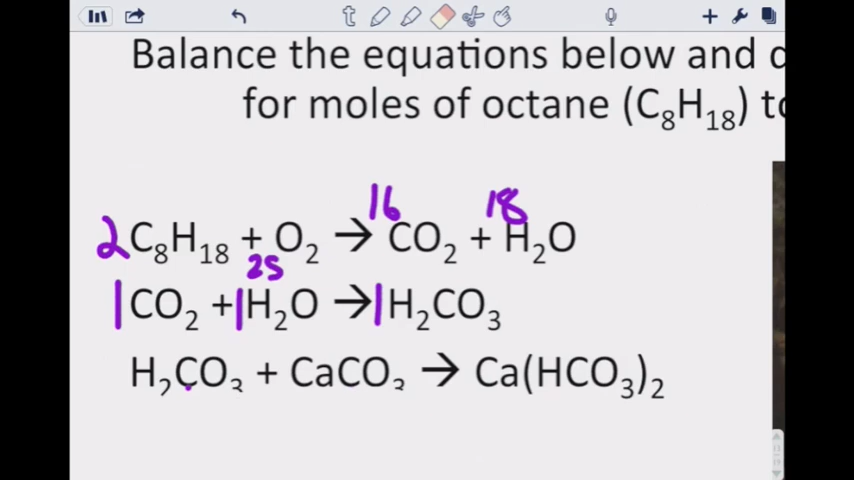 Balance the equations below and
for moles of octane (C₈H₁₈)
2C₈H₁₈ + 25 O₂ → 16 CO₂ + 18 H₂O
1CO₂ + 1H₂O → 1H₂CO₃
H₂CO₃ + CaCO₃ → Ca(HCO₃)₂